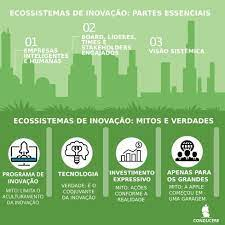 ECOSSISTEMAS DE INOVAÇÃO: PARTES ESSENCIAIS
01
EMPRESAS
INTELIGENTES
E HUMANAS
02
BOARD, LÍDERES,
TIMES E
STAKEHOLDERS
ENGAJADOS
03
VISÃO SISTÊMICA
ECOSSISTEMAS DE INOVAÇÃO: MITOS E VERDADES
PROGRAMA DE
INOVAÇÃO
MITO: LIMITA O
ACULTURAMENTO
DA INOVAÇÃO
TECNOLOGIA
VERDADE: É O
COADJUVANTE
DA INOVAÇÃO
INVESTIMENTO
EXPRESSIVO
MITO: AÇÕES
CONFORME A
REALIDADE
APENAS PARA
OS GRANDES
MITO: A APPLE
COMEÇOU EM
UMA GARAGEM.
CONDUCERE